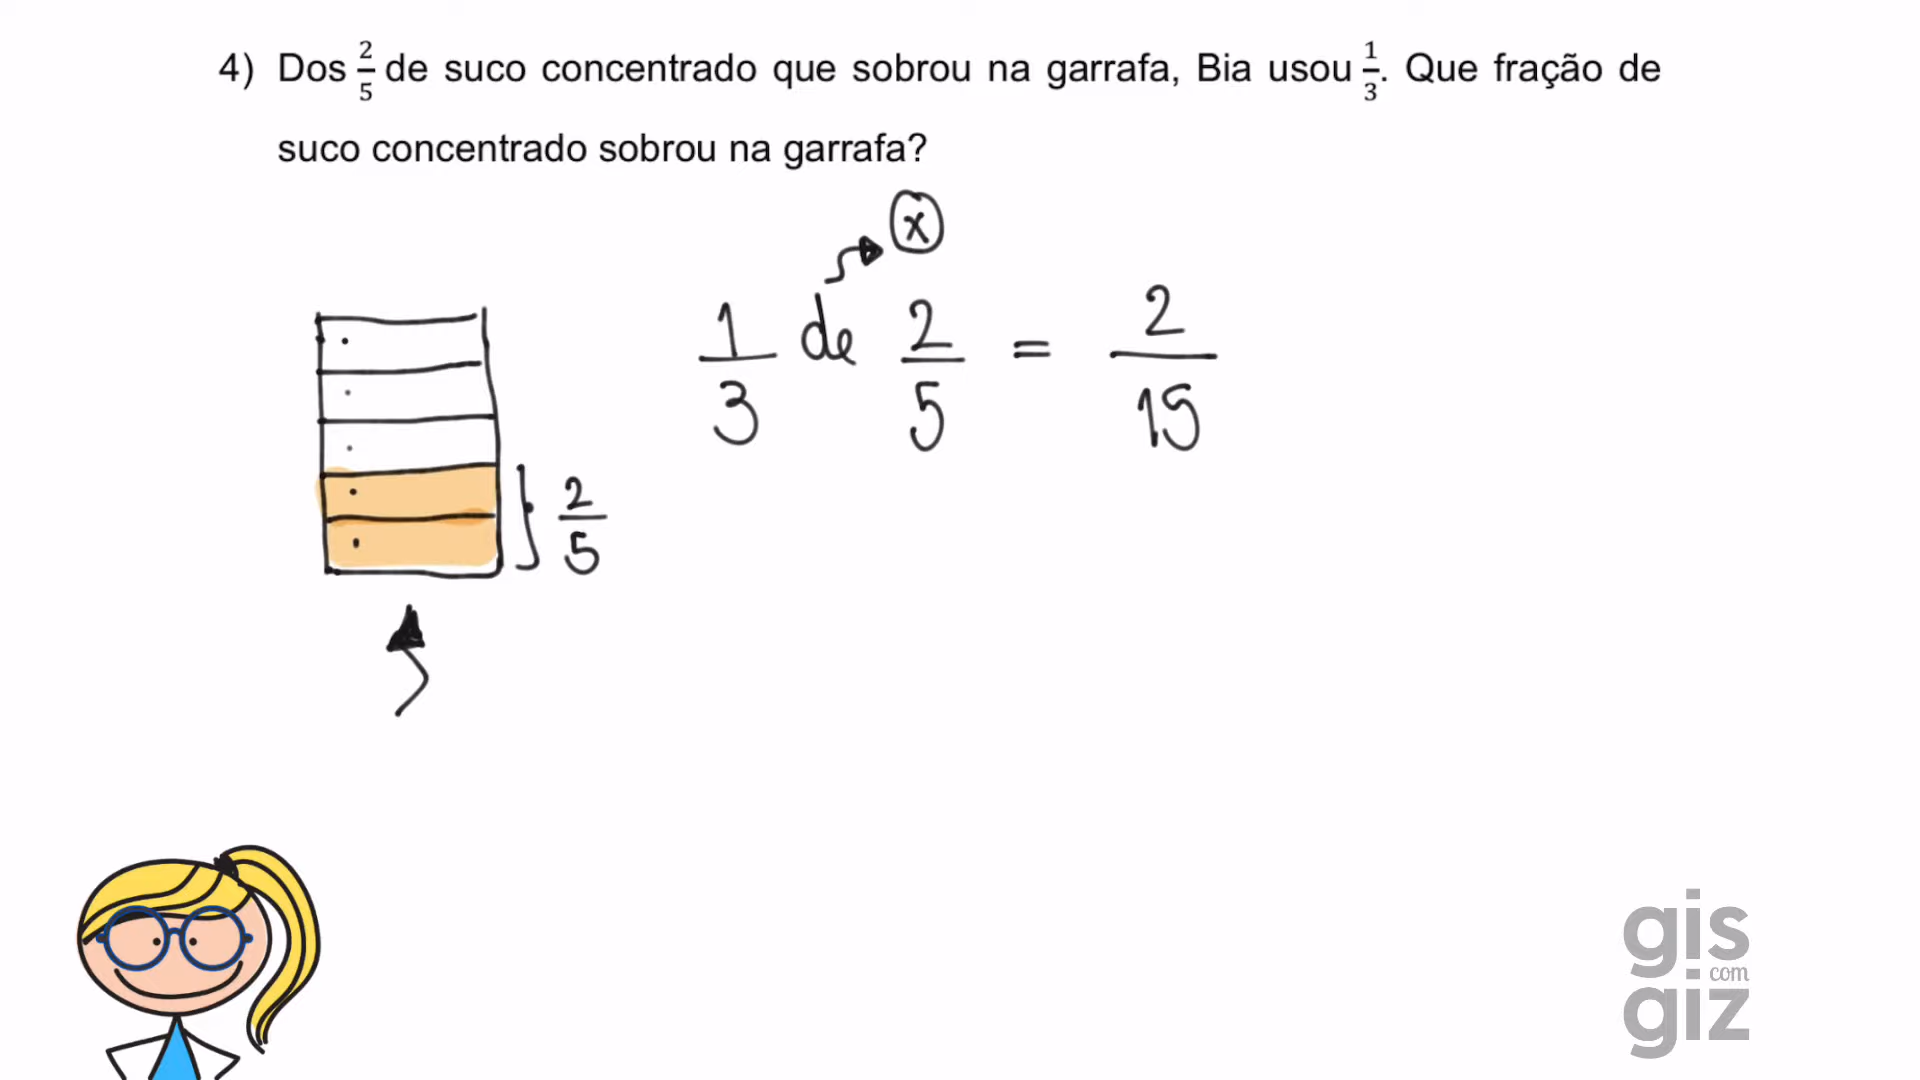 4) Dos 2/5 de suco concentrado que sobrou na garrafa, Bia usou 1/3. Que fração de
suco concentrado sobrou na garrafa?
x
1/3 de 2/5 = 2/15
2/5
gis
com
giz